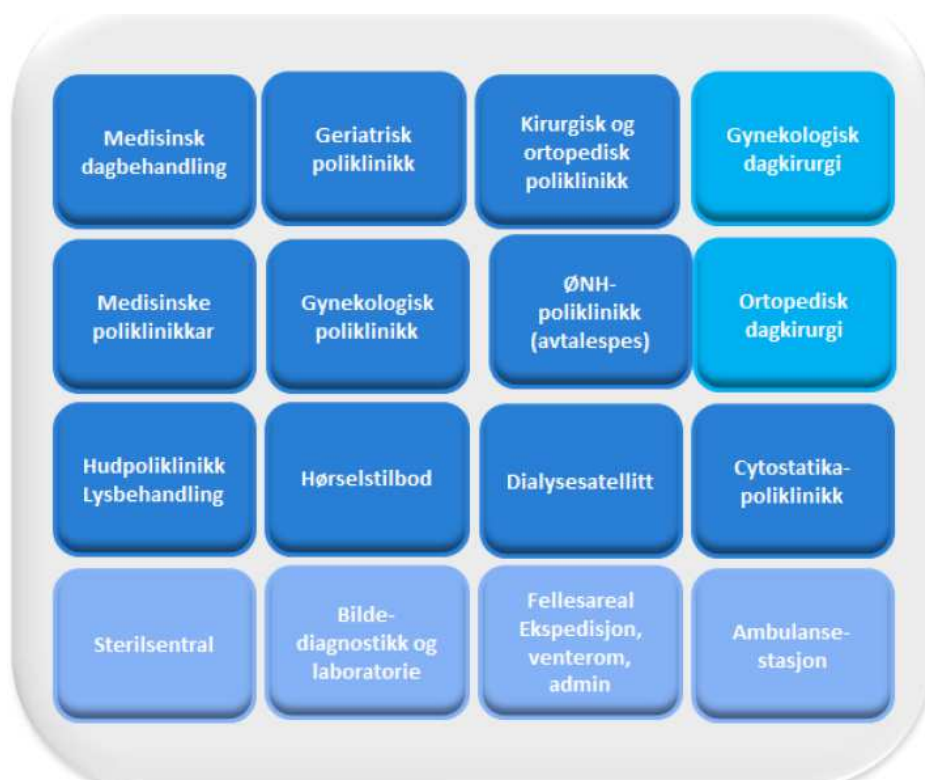 Medisinsk
dagbehandling
Geriatrisk
poliklinikk
Kirurgisk og
ortopedisk
poliklinikk
Gynekologisk
dagkirurgi
Medisinske
poliklinikkar
Gynekologisk
poliklinikk
ØNH-
poliklinikk
(avtalespes)
Ortopedisk
dagkirurgi
Hudpoliklinikk
Lysbehandling
Hørselstilbod
Dialysesatellitt
Cytostatika-
poliklinikk
Sterilsentral
Bilde-
diagnostikk og
laboratorie
Fellesareal
Ekspedisjon,
venterom,
admin
Ambulanse-
stasjon